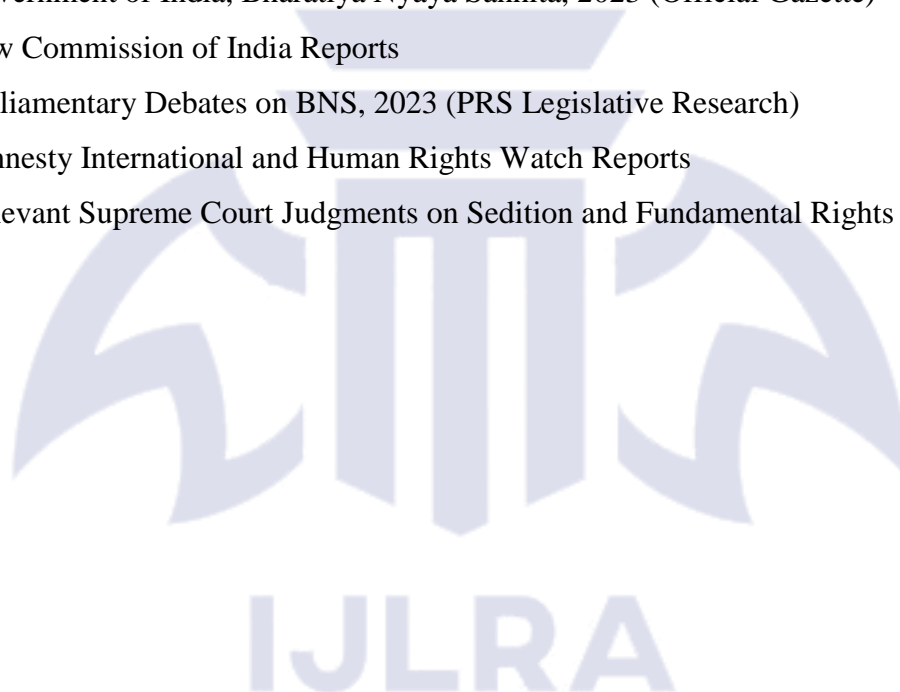 vernment of India, Bharatiya Nyaya Sanhita, 2023 (Official Gazette)
w Commission of India Reports
liamentary Debates on BNS, 2023 (PRS Legislative Research)
nesty International and Human Rights Watch Reports
evant Supreme Court Judgments on Sedition and Fundamental Rights
IJLRA